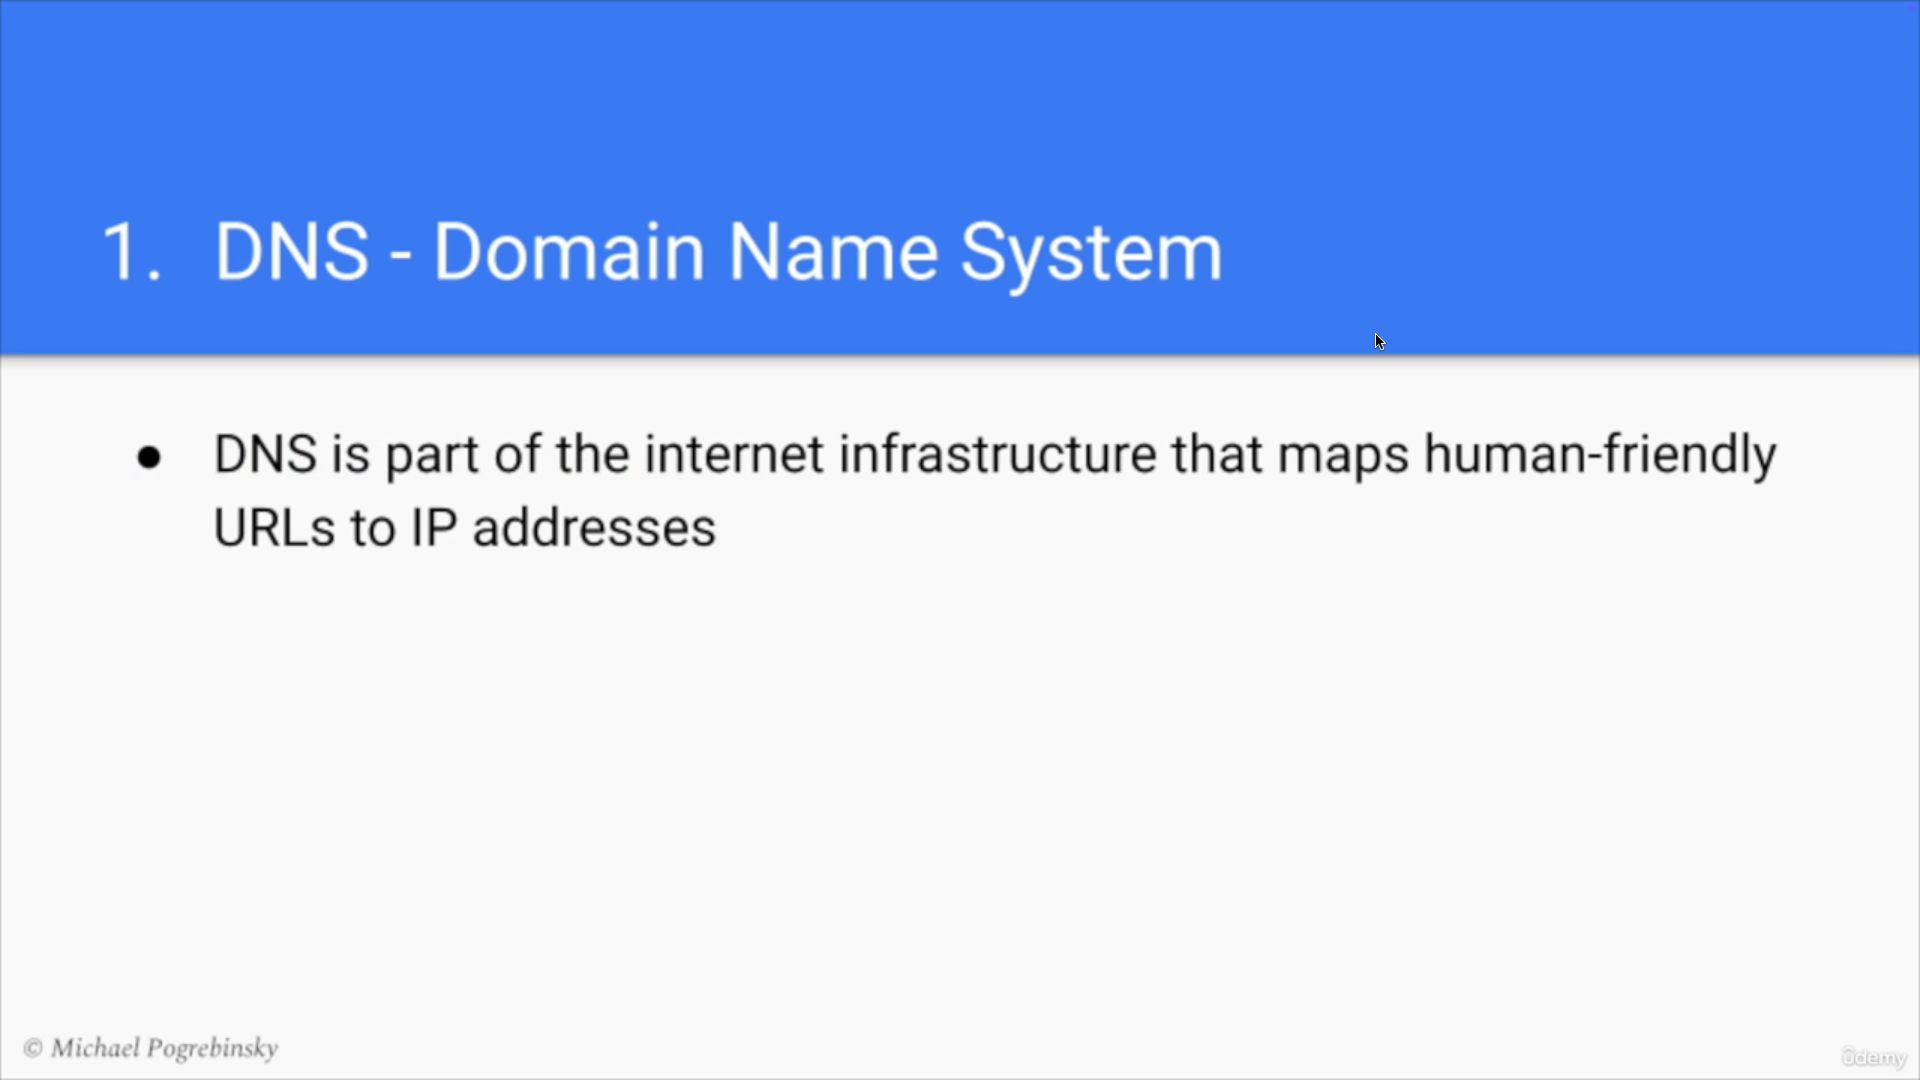 1. DNS - Domain Name System
● DNS is part of the internet infrastructure that maps human-friendly
URLs to IP addresses
© Michael Pogrebinsky
ûdemy